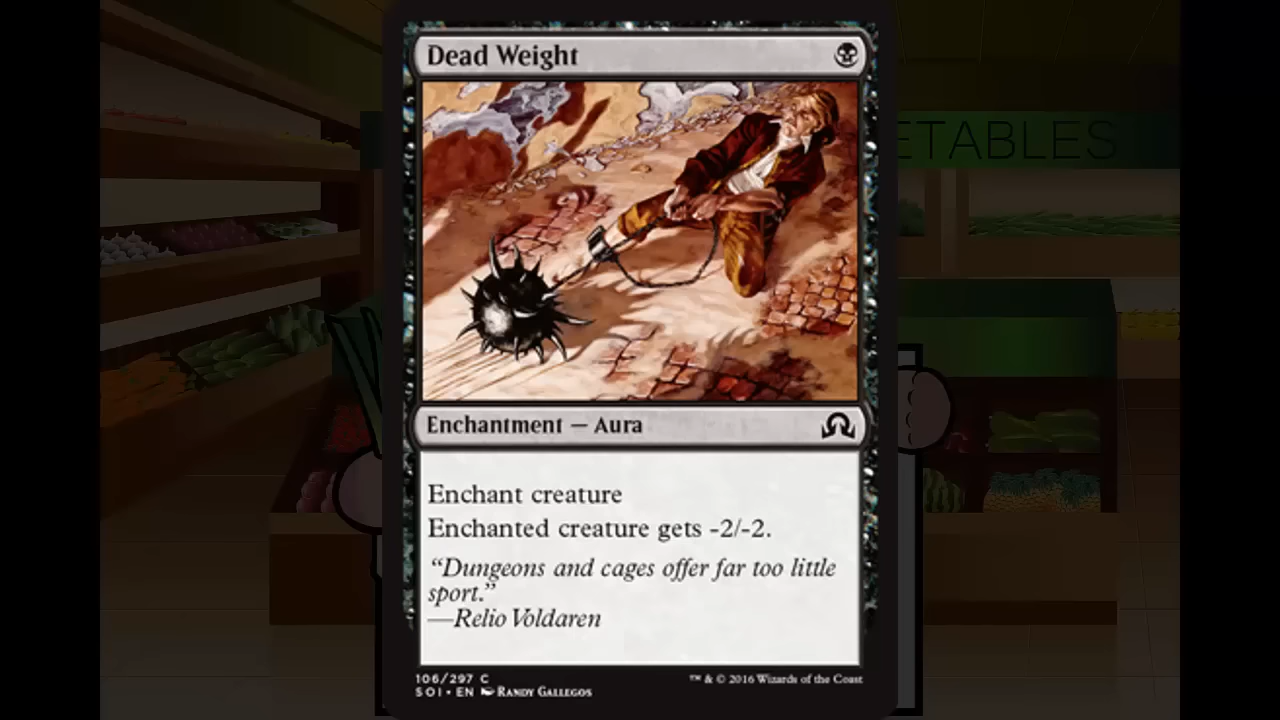 Dead Weight
ETABLES
Enchantment — Aura
Enchant creature
Enchanted creature gets -2/-2.
“Dungeons and cages offer far too little
sport.”
—Relio Voldaren
106/297 C
™ & © 2016 Wizards of the Coast
SOI • EN Randy Gallegos